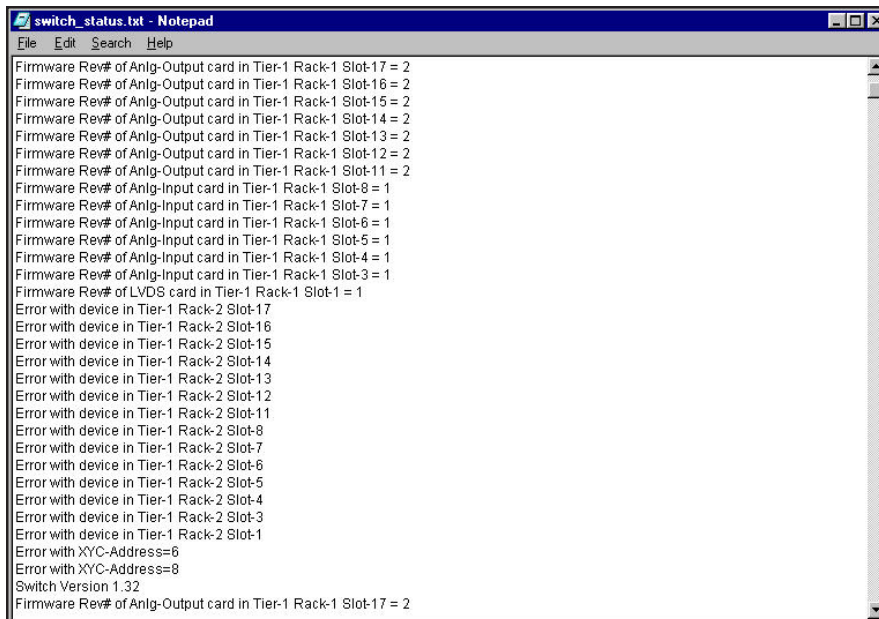 switch_status.txt - Notepad
File Edit Search Help
Firmware Rev# of Anlg-Output card in Tier-1 Rack-1 Slot-17 = 2
Firmware Rev# of Anlg-Output card in Tier-1 Rack-1 Slot-16 = 2
Firmware Rev# of Anlg-Output card in Tier-1 Rack-1 Slot-15 = 2
Firmware Rev# of Anlg-Output card in Tier-1 Rack-1 Slot-14 = 2
Firmware Rev# of Anlg-Output card in Tier-1 Rack-1 Slot-13 = 2
Firmware Rev# of Anlg-Output card in Tier-1 Rack-1 Slot-12 = 2
Firmware Rev# of Anlg-Output card in Tier-1 Rack-1 Slot-11 = 2
Firmware Rev# of Anlg-Input card in Tier-1 Rack-1 Slot-8 = 1
Firmware Rev# of Anlg-Input card in Tier-1 Rack-1 Slot-7 = 1
Firmware Rev# of Anlg-Input card in Tier-1 Rack-1 Slot-6 = 1
Firmware Rev# of Anlg-Input card in Tier-1 Rack-1 Slot-5 = 1
Firmware Rev# of Anlg-Input card in Tier-1 Rack-1 Slot-4 = 1
Firmware Rev# of Anlg-Input card in Tier-1 Rack-1 Slot-3 = 1
Firmware Rev# of LVDS card in Tier-1 Rack-1 Slot-1 = 1
Error with device in Tier-1 Rack-2 Slot-17
Error with device in Tier-1 Rack-2 Slot-16
Error with device in Tier-1 Rack-2 Slot-15
Error with device in Tier-1 Rack-2 Slot-14
Error with device in Tier-1 Rack-2 Slot-13
Error with device in Tier-1 Rack-2 Slot-12
Error with device in Tier-1 Rack-2 Slot-11
Error with device in Tier-1 Rack-2 Slot-8
Error with device in Tier-1 Rack-2 Slot-7
Error with device in Tier-1 Rack-2 Slot-6
Error with device in Tier-1 Rack-2 Slot-5
Error with device in Tier-1 Rack-2 Slot-4
Error with device in Tier-1 Rack-2 Slot-3
Error with device in Tier-1 Rack-2 Slot-1
Error with XYC-Address=6
Error with XYC-Address=8
Switch Version 1.32
Firmware Rev# of Anlg-Output card in Tier-1 Rack-1 Slot-17 = 2